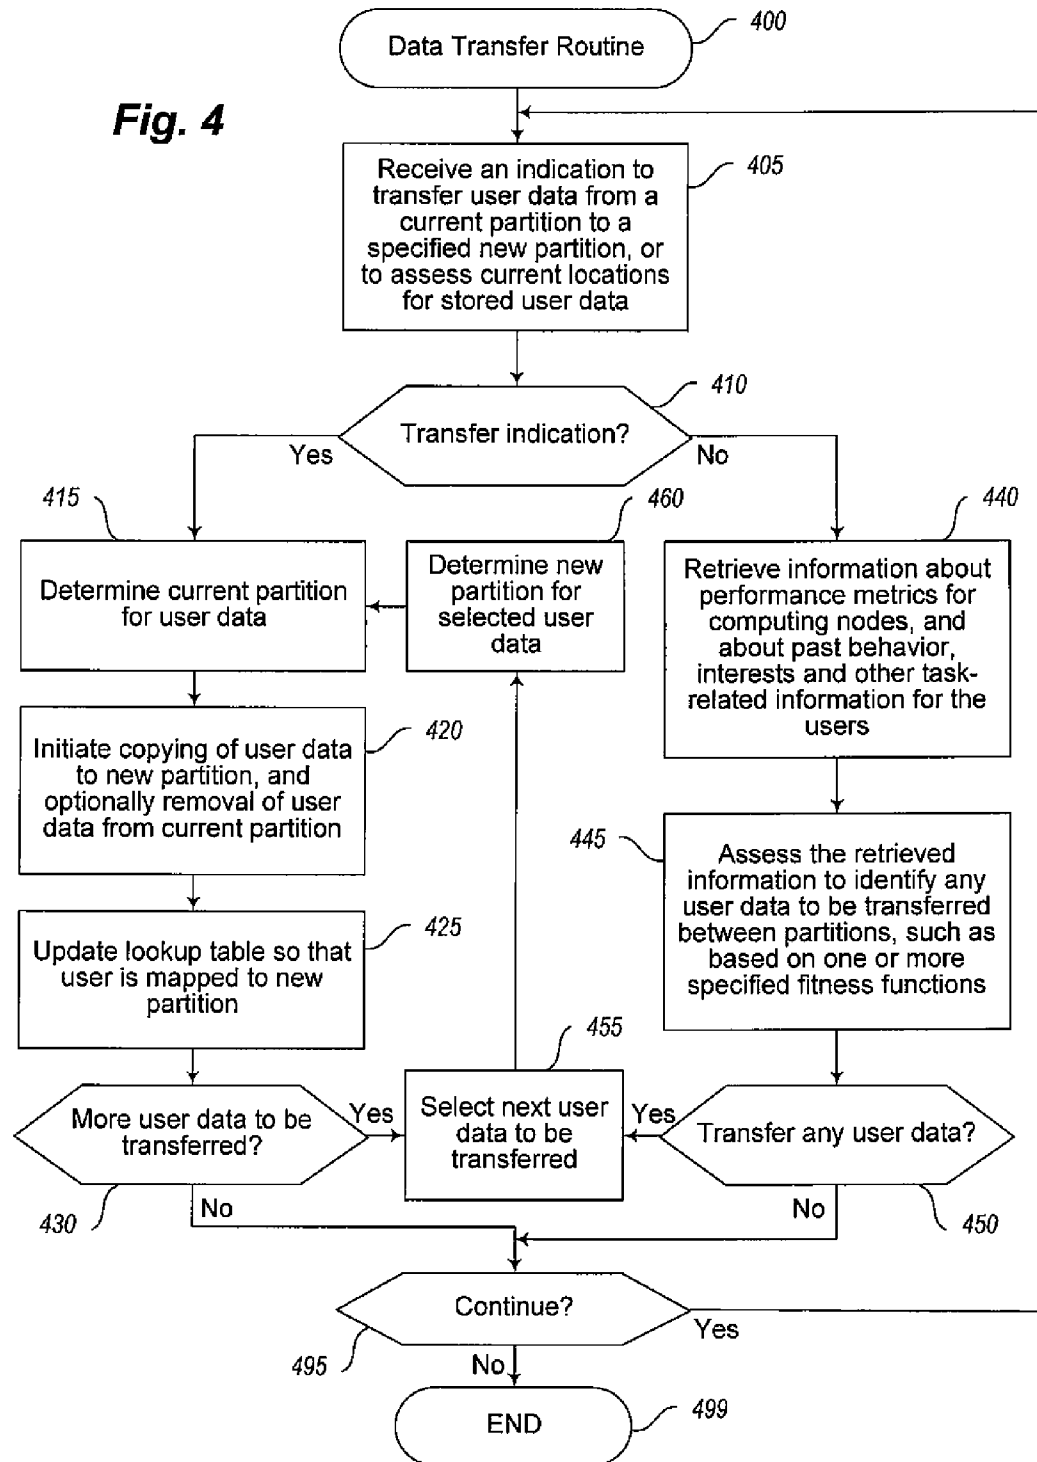 Data Transfer Routine
400
Fig. 4
Receive an indication to
transfer user data from a
current partition to a
specified new partition, or
to assess current locations
for stored user data
405
Transfer indication?
410
Yes
No
415
Determine current partition
for user data
460
Determine new
partition for
selected user
data
440
Retrieve information about
performance metrics for
computing nodes, and
about past behavior,
interests and other task-
related information for the
users
Initiate copying of user data
to new partition, and
optionally removal of user
data from current partition
420
445
Assess the retrieved
information to identify any
user data to be transferred
between partitions, such as
based on one or more
specified fitness functions
Update lookup table so that
user is mapped to new
partition
425
455
Select next user
data to be
transferred
More user data to be
transferred?
Yes
Yes
Transfer any user data?
430
No
No
450
Continue?
Yes
495
No
END
499